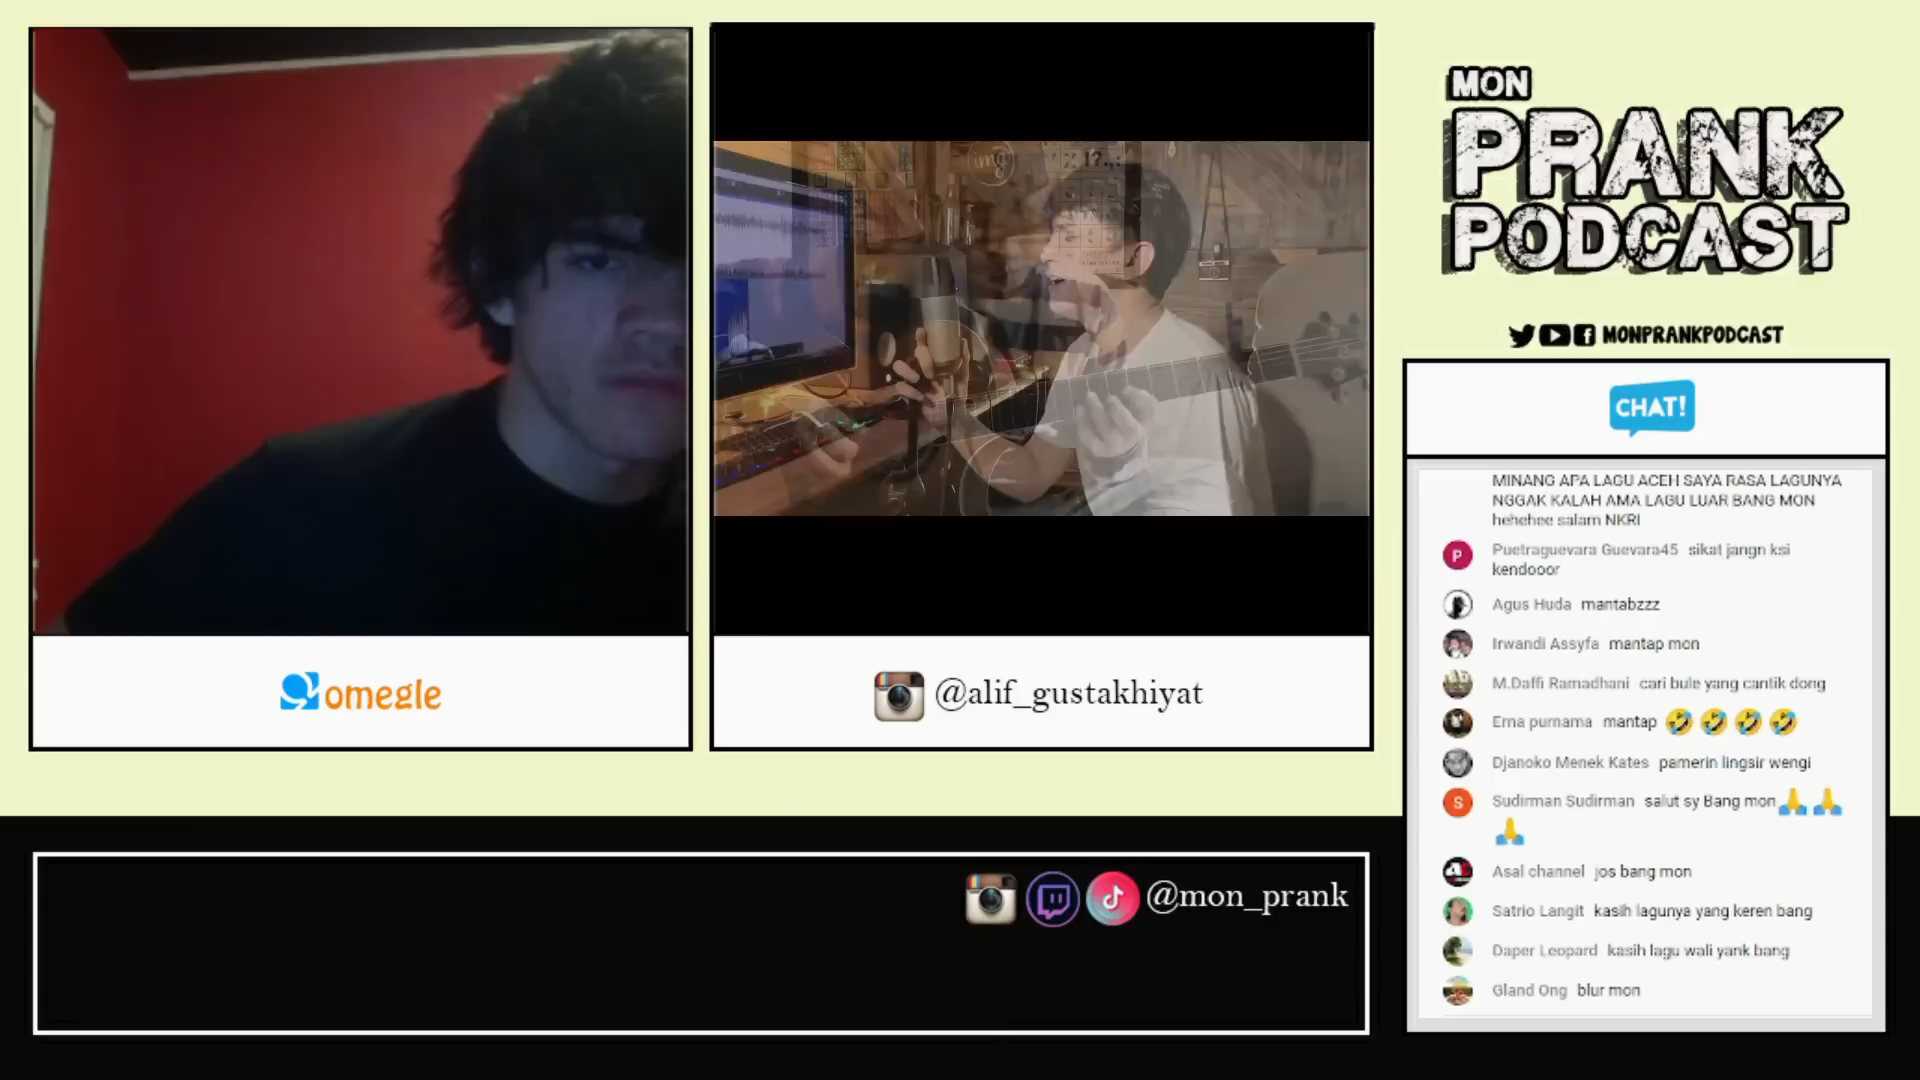 MON
PRANK
PODCAST
MONPRANKPODCAST
omegle
@alif_gustakhiyat
!?.,:
img
CHAT!
MINANG APA LAGU ACEH SAYA RASA LAGUNYA
NGGAK KALAH AMA LAGU LUAR BANG MON
hehehee salam NKRI
P
Puetraguevara Guevara45 sikat jangn ksi
kendooor
Agus Huda mantabzzz
Irwandi Assyfa mantap mon
M.Daffi Ramadhani cari bule yang cantik dong
Erna purnama mantap 🤣🤣🤣🤣
Djanoko Menek Kates pamerin lingsir wengi
S
Sudirman Sudirman salut sy Bang mon🙏🙏
🙏
Asal channel jos bang mon
Satrio Langit kasih lagunya yang keren bang
Daper Leopard kasih lagu wali yank bang
Gland Ong blur mon
@mon_prank